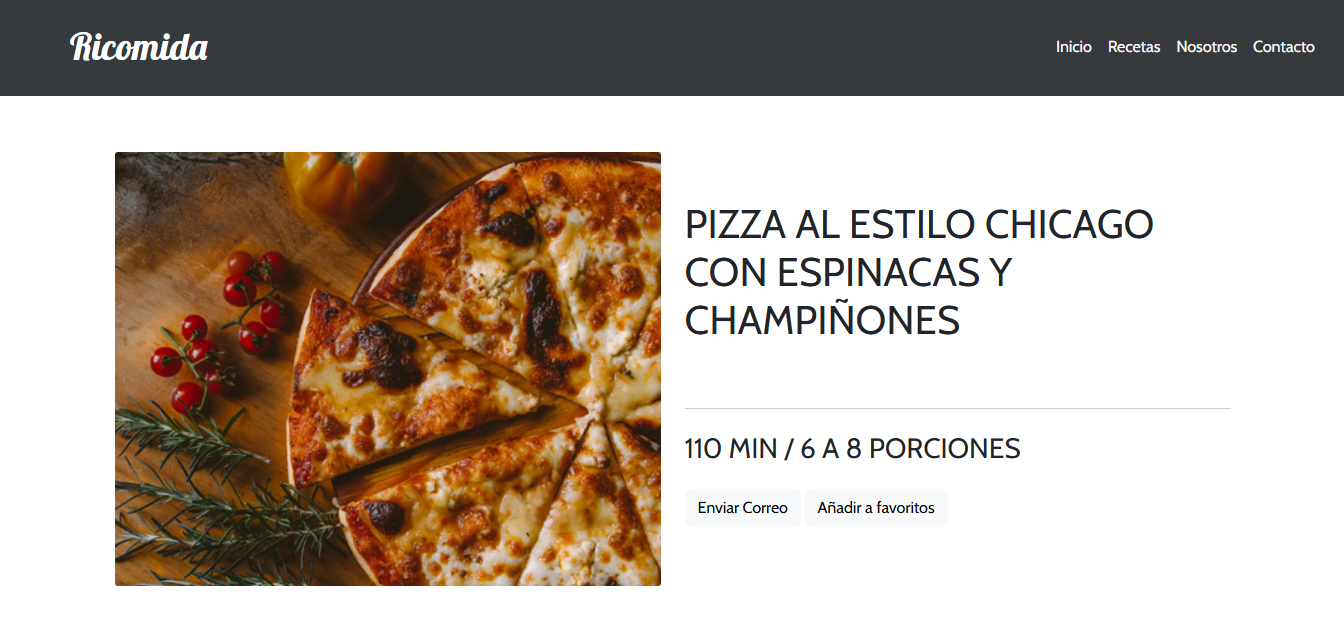 Ricomida
Inicio Recetas Nosotros Contacto
PIZZA AL ESTILO CHICAGO
CON ESPINACAS Y
CHAMPIÑONES
110 MIN / 6 A 8 PORCIONES
Enviar Correo Añadir a favoritos